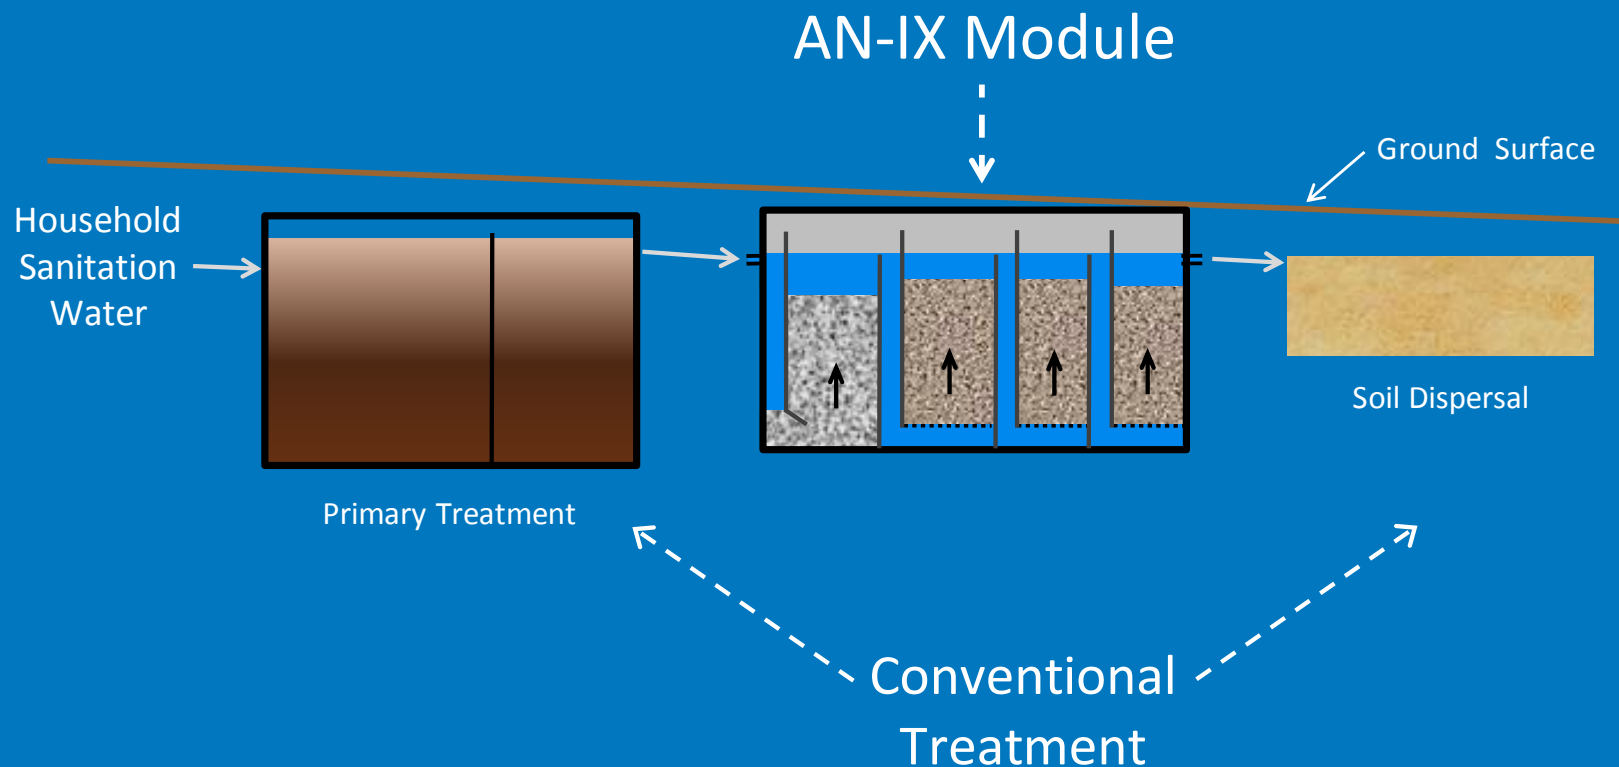 AN-IX Module
Ground Surface
Household
Sanitation
Water
Soil Dispersal
Primary Treatment
Conventional
Treatment